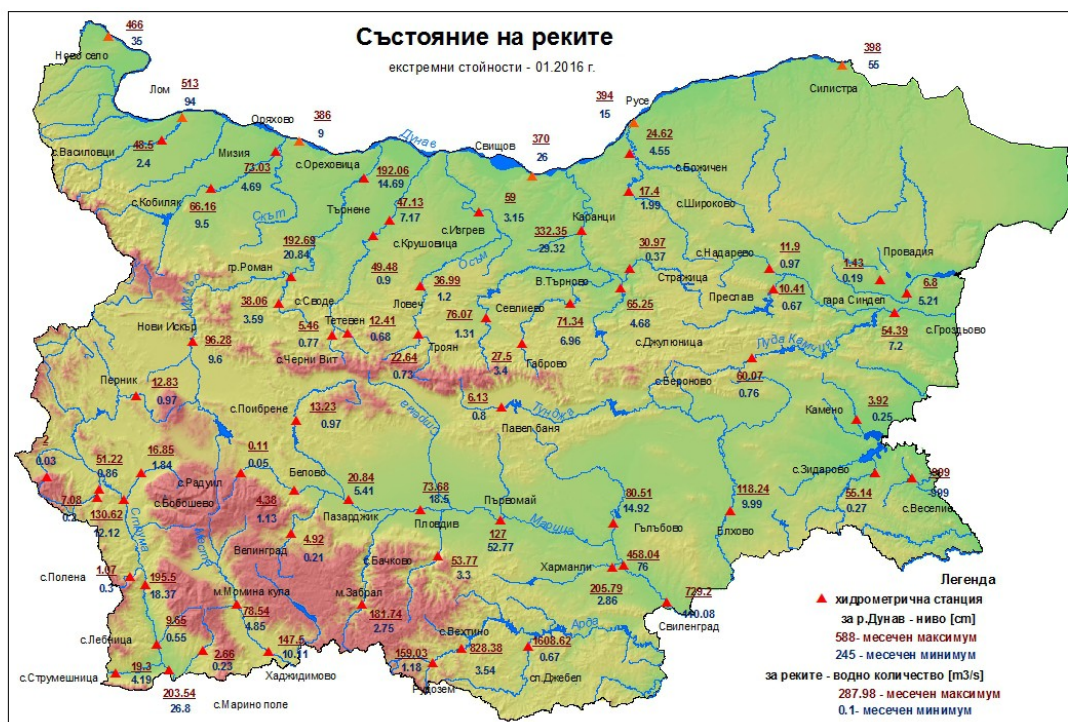 Състояние на реките
екстремни стойности - 01.2016 г.
466
35
Ново село
Лом
513
94
Оряхово
386
9
Дунав
Свищов
370
26
394
Русе
15
398
55
Силистра
с.Василовци
48.5
2.4
Мизия
73.03
4.69
с.Ореховица
192.06
14.69
24.62
4.55
с.Божичен
с.Кобиляк
66.16
9.5
Скът
Търнене
47.13
7.17
59
3.15
с.Изгрев
17.4
1.99
с.Широково
Каранци
332.35
29.32
192.69
20.84
с.Крушовица
49.48
0.9
Осъм
гр.Роман
36.99
1.2
Ловеч
30.97
0.37
Стражица
с.Надарево
11.9
0.97
Провадия
1.43
0.19
6.8
5.21
В.Търново
38.06
3.59
с.Своде
76.07
1.31
Севлиево
71.34
6.96
65.25
4.68
Преслав
10.41
0.67
гара Синдел
54.39
7.2
с.Гроздьово
Нови Искър
96.28
9.6
Тетевен
5.46
0.77
12.41
0.68
с.Черни Вит
Троян
22.64
0.73
27.5
3.4
Габрово
с.Джулюница
Луда Камчия
с.Бероново
60.07
0.76
Перник
12.83
0.97
с.Поибрене
13.23
0.97
6.13
0.8
Тунджа
Павел баня
Камено
3.92
0.25
2
0.03
51.22
0.86
16.85
1.84
с.Радуил
0.11
0.05
Белово
с.Бобошево
7.08
130.62
12.12
4.38
1.13
20.84
5.41
Пазарджик
73.68
18.5
Пловдив
Първомай
127
52.77
Марица
80.51
14.92
Гълъбово
118.24
9.99
Елхово
с.Зидарово
55.14
0.27
999
999
с.Веселие
Струма
Места
Велинград
4.92
0.21
с.Бачково
53.77
3.3
Харманли
458.04
76
205.79
2.86
729.2
Свиленград
с.Полена
1.07
0.3
195.5
18.37
м.Момина кула
78.54
4.85
м.Забрал
181.74
2.75
с.Вехтино
828.38
3.54
Арда
1608.62
0.67
сп.Джебел
159.03
1.18
Рудозем
с.Лебница
9.65
0.55
2.66
0.23
147.5
Хаджидимово
с.Струмешница
19.3
4.19
203.54
26.8
с.Марино поле
Легенда
хидрометрична станция
за р.Дунав - ниво [cm]
588- месечен максимум
245 - месечен минимум
за реките - водно количество [m3/s]
287.98 - месечен максимум
0.1- месечен минимум